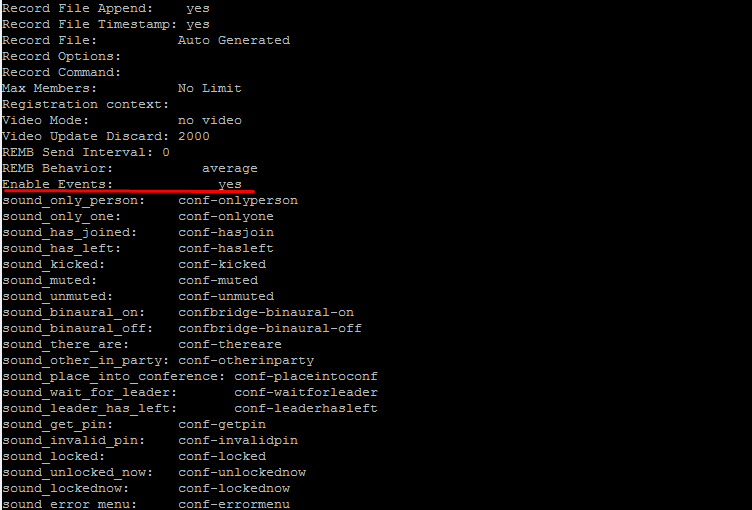 Record File Append:    yes
Record File Timestamp: yes
Record File:          Auto Generated
Record Options:
Record Command:
Max Members:          No Limit
Registration context:
Video Mode:           no video
Video Update Discard: 2000
REMB Send Interval: 0
REMB Behavior:           average
Enable Events:             yes
sound_only_person:    conf-onlyperson
sound_only_one:       conf-onlyone
sound_has_joined:     conf-hasjoin
sound_has_left:       conf-hasleft
sound_kicked:         conf-kicked
sound_muted:          conf-muted
sound_unmuted:        conf-unmuted
sound_binaural_on:    confbridge-binaural-on
sound_binaural_off:   confbridge-binaural-off
sound_there_are:      conf-thereare
sound_other_in_party: conf-otherinparty
sound_place_into_conference: conf-placeintoconf
sound_wait_for_leader:       conf-waitforleader
sound_leader_has_left:       conf-leaderhasleft
sound_get_pin:        conf-getpin
sound_invalid_pin:    conf-invalidpin
sound_locked:         conf-locked
sound_unlocked_now:   conf-unlockednow
sound_lockednow:      conf-lockednow
sound_error_menu:     conf-errormenu